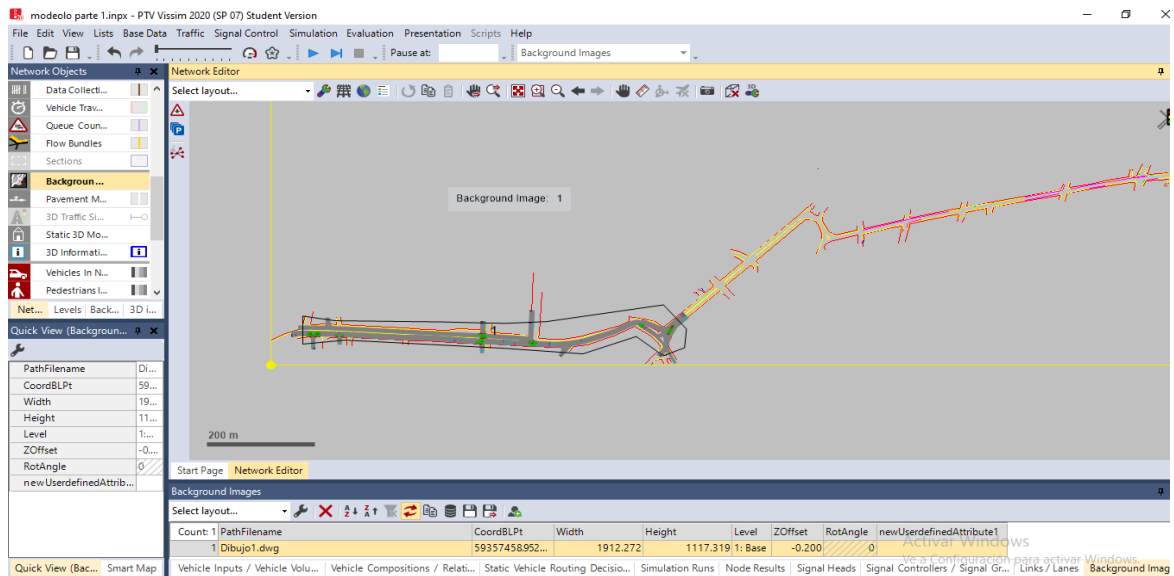 modeolo parte 1.inpx - PTV Vissim 2020 (SP 07) Student Version
File Edit View Lists Base Data Traffic Signal Control Simulation Evaluation Presentation Scripts Help
Pause at: Background Images
Network Objects
Network Editor
Select layout...
Data Collecti...
Vehicle Trav...
Queue Coun...
Flow Bundles
Sections
Backgroun ...
Pavement M...
3D Traffic Si...
Static 3D Mo...
3D Informati...
Vehicles In N...
Pedestrians I...
Net... Levels Back... 3D i...
Background Image: 1
1
200 m
Quick View (Backgroun...
PathFilename Di...
CoordBLPt 59...
Width 19...
Height 11...
Level 1:...
ZOffset -0....
RotAngle 0
newUserdefinedAttrib...
Start Page Network Editor
Background Images
Select layout...
Count: 1 PathFilename CoordBLPt Width Height Level ZOffset RotAngle newUserdefinedAttribute1
1 Dibujo1.dwg 59357458.952... 1912.272 1117.319 1: Base -0.200 0
Activar Windows
Ve a Configuración para activar Windows.
Quick View (Bac... Smart Map Vehicle Inputs / Vehicle Volu... Vehicle Compositions / Relati... Static Vehicle Routing Decisio... Simulation Runs Node Results Signal Heads Signal Controllers / Signal Gr... Links / Lanes Background Imag